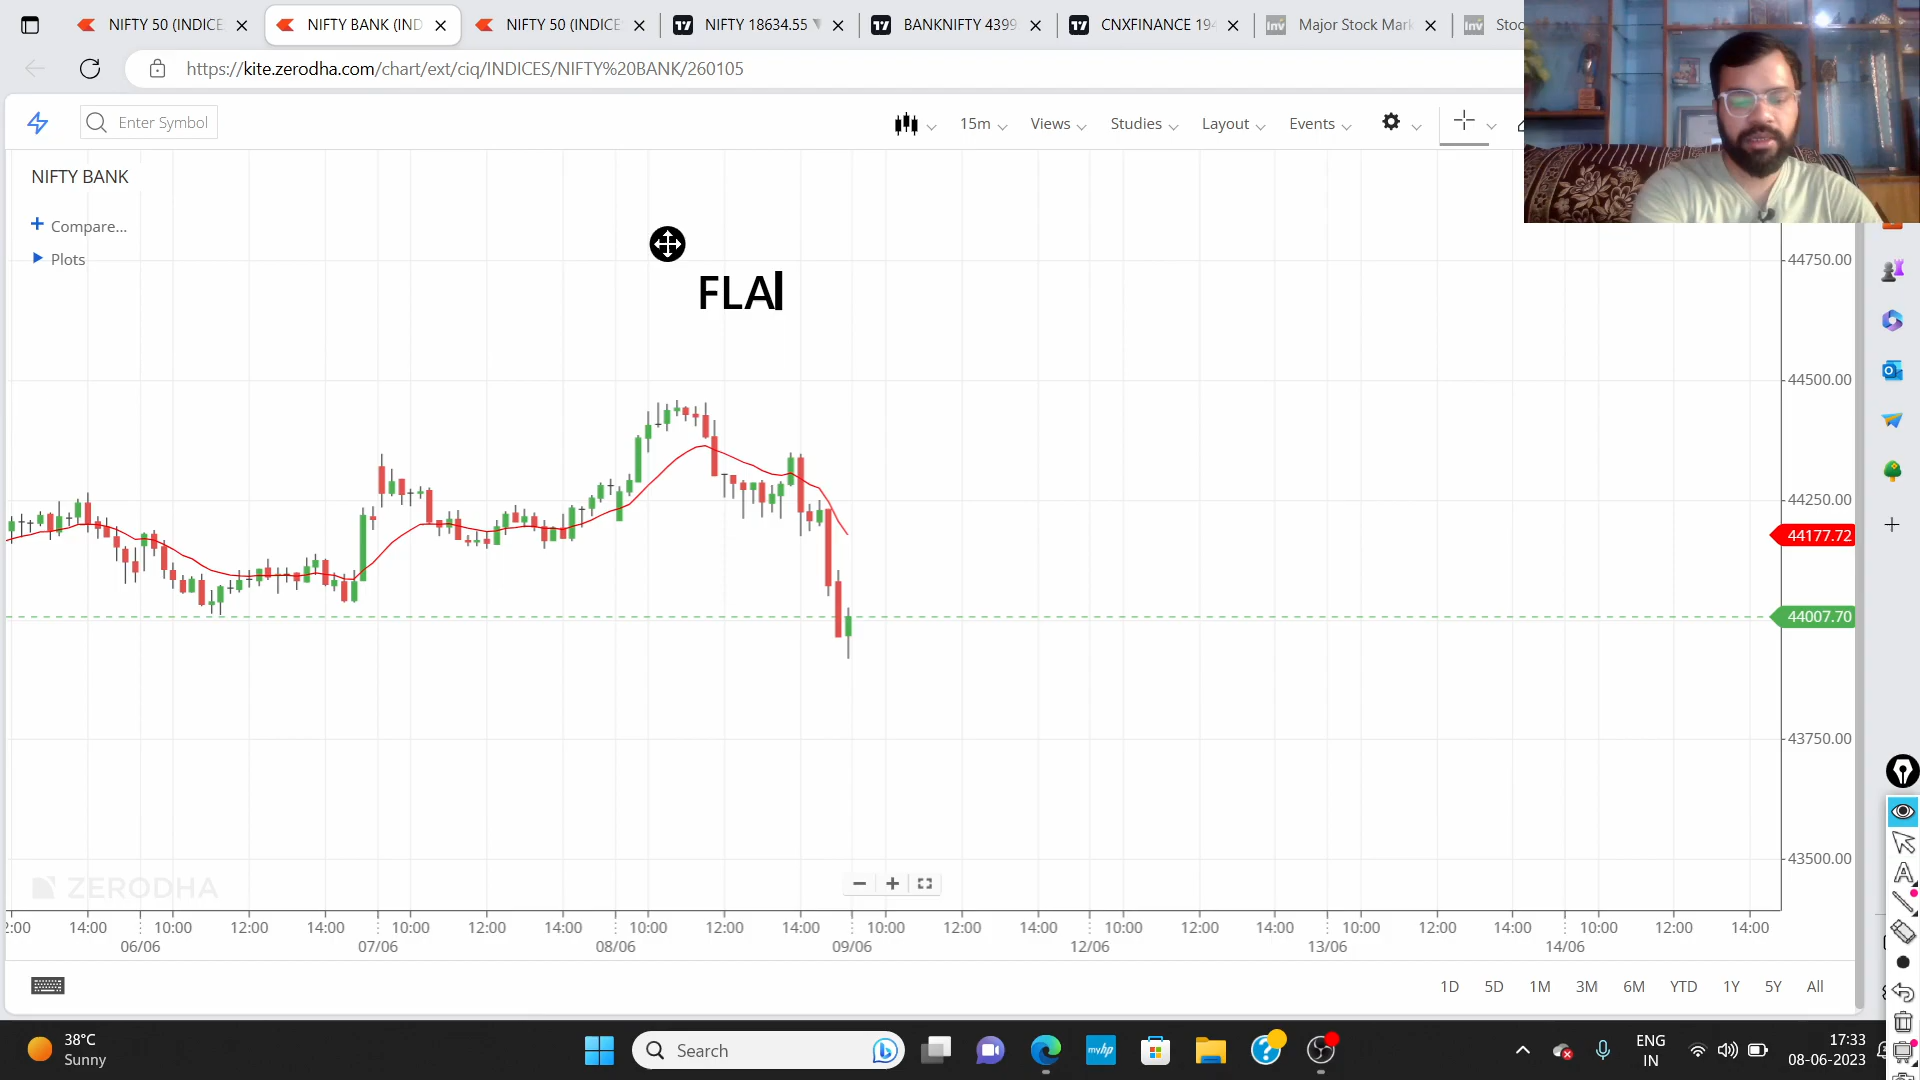 NIFTY 50 (INDICE
NIFTY BANK (IND
NIFTY 50 (INDICE
NIFTY 18634.55
BANKNIFTY 4399
CNXFINANCE 194
Major Stock Mark
Stoc
https://kite.zerodha.com/chart/ext/ciq/INDICES/NIFTY%20BANK/260105
Enter Symbol
15m
Views
Studies
Layout
Events
NIFTY BANK
Compare...
Plots
FLA
44750.00
44500.00
44250.00
44177.72
44007.70
43750.00
43500.00
ZERODHA
2:00 14:00 10:00 12:00 14:00 10:00 12:00 14:00 10:00 12:00 14:00 10:00 12:00 14:00 10:00 12:00 14:00 10:00 12:00 14:00 10:00 12:00 14:00
06/06 07/06 08/06 09/06 12/06 13/06 14/06
1D 5D 1M 3M 6M YTD 1Y 5Y All
38°C
Sunny
Search
myhp
ENG
IN
17:33
08-06-2023